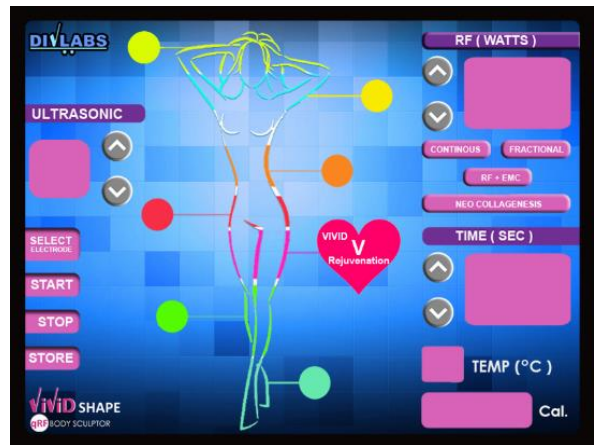 DIVLABS
ULTRASONIC
SELECT
ELECTRODE
START
STOP
STORE
ViViD SHAPE
qRF BODY SCULPTOR
VIVID
V
Rejuvenation
RF ( WATTS )
CONTINOUS
FRACTIONAL
RF + EMC
NEO COLLAGENESIS
TIME ( SEC )
TEMP (°C )
Cal.